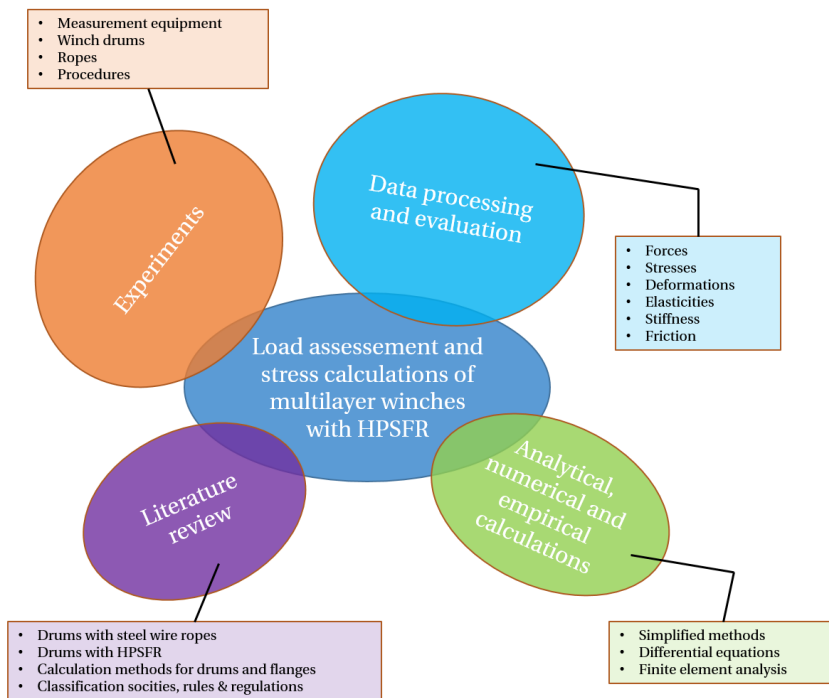 • Measurement equipment
• Winch drums
• Ropes
• Procedures
Experiments
Data processing
and evaluation
• Forces
• Stresses
• Deformations
• Elasticities
• Stiffness
• Friction
Load assessement and
stress calculations of
multilayer winches
with HPSFR
Literature
review
Analytical,
numerical and
empirical
calculations
• Drums with steel wire ropes
• Drums with HPSFR
• Calculation methods for drums and flanges
• Classification socities, rules & regulations
• Simplified methods
• Differential equations
• Finite element analysis